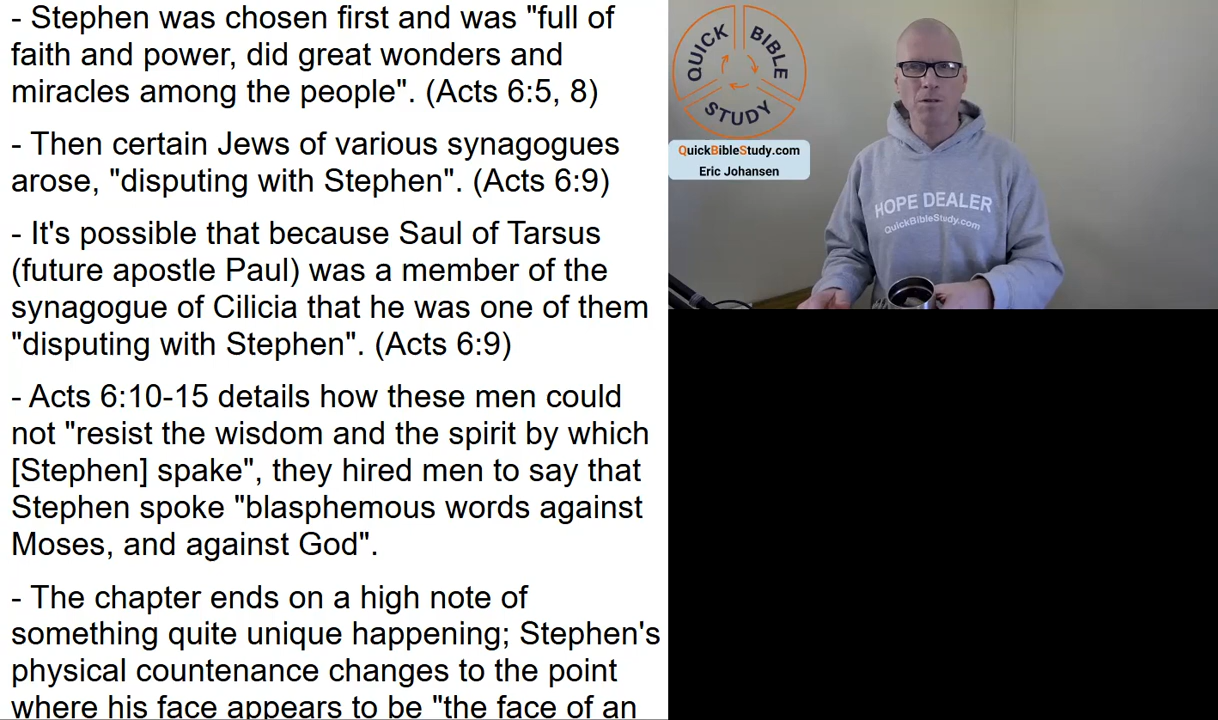 - Stephen was chosen first and was "full of
faith and power, did great wonders and
miracles among the people". (Acts 6:5, 8)
- Then certain Jews of various synagogues
arose, "disputing with Stephen". (Acts 6:9)
- It's possible that because Saul of Tarsus
(future apostle Paul) was a member of the
synagogue of Cilicia that he was one of them
"disputing with Stephen". (Acts 6:9)
- Acts 6:10-15 details how these men could
not "resist the wisdom and the spirit by which
[Stephen] spake", they hired men to say that
Stephen spoke "blasphemous words against
Moses, and against God".
- The chapter ends on a high note of
something quite unique happening; Stephen's
physical countenance changes to the point
where his face appears to be "the face of an
QUICK
BIBLE
STUDY
QuickBibleStudy.com
Eric Johansen
HOPE DEALER
QuickBibleStudy.com